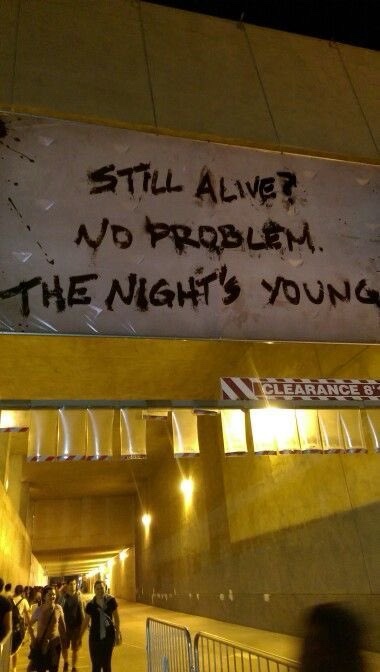 STILL ALIVE?
NO PROBLEM.
THE NIGHT'S YOUNG
CLEARANCE 8'